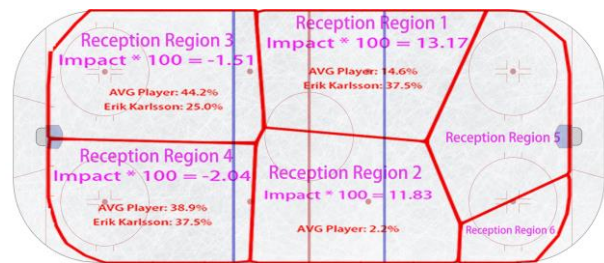 Reception Region 3
Impact * 100 = -1.51
AVG Player: 44.2%
Erik Karlsson: 25.0%
Reception Region 1
Impact * 100 = 13.17
AVG Player: 14.6%
Erik Karlsson: 37.5%
Reception Region 4
Impact * 100 = -2.04
AVG Player: 38.9%
Erik Karlsson: 37.5%
Reception Region 2
Impact * 100 = 11.83
AVG Player: 2.2%
Reception Region 5
Reception Region 6